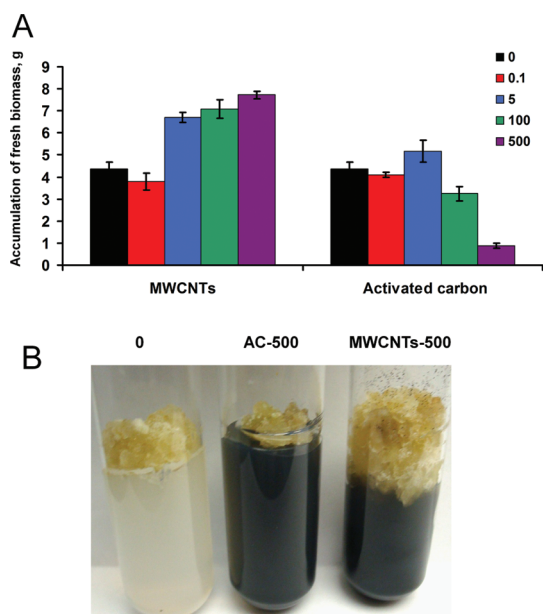 A
Accumulation of fresh biomass, g
9
8
7
6
5
4
3
2
1
0
0
0.1
5
100
500
MWCNTs
Activated carbon
B
0
AC-500
MWCNTs-500